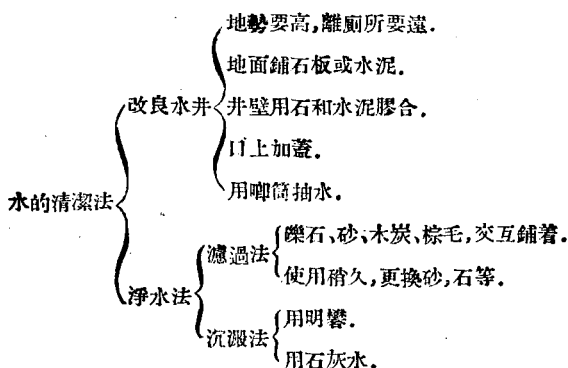 水的清潔法
改良水井
地勢要高,離廁所要遠.
地面鋪石板或水泥.
井壁用石和水泥膠合.
口上加蓋.
用喞筒抽水.
淨水法
濾過法
礫石、砂、木炭、棕毛,交互鋪着.
使用稍久,更換砂,石等.
沉澱法
用明礬.
用石灰水.